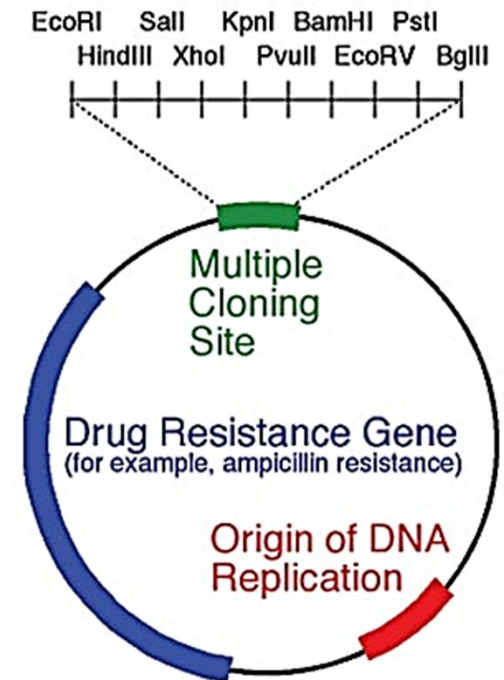 EcoRI SalI KpnI BamHI PstI
HindIII XhoI PvuII EcoRV BglII
Multiple
Cloning
Site
Drug Resistance Gene
(for example, ampicillin resistance)
Origin of DNA
Replication